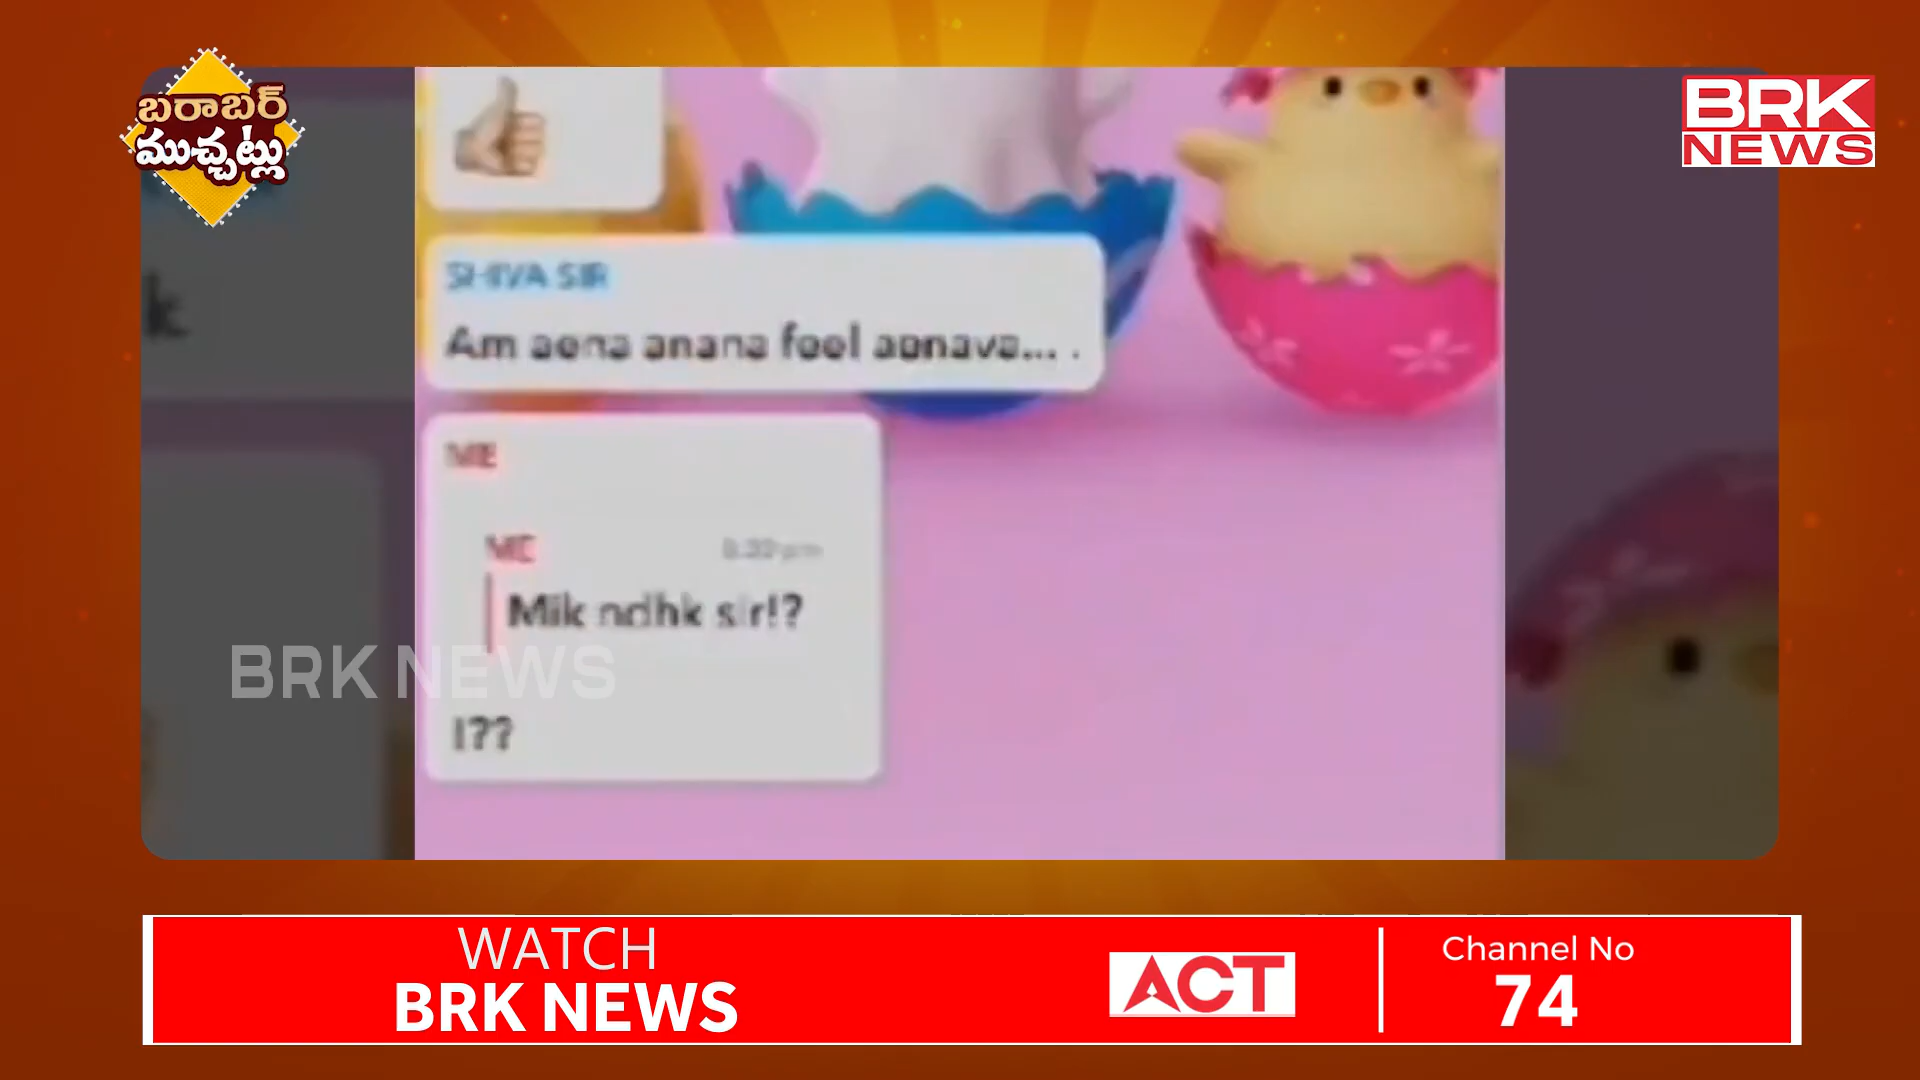 బరాబర్
ముచ్చట్లు
BRK
NEWS
SHIVA SIR
Am aena anana feel aenava... .
ME
ME
Mik ndhk sir!?
!??
BRK NEWS
WATCH
BRK NEWS
ACT
Channel No
74